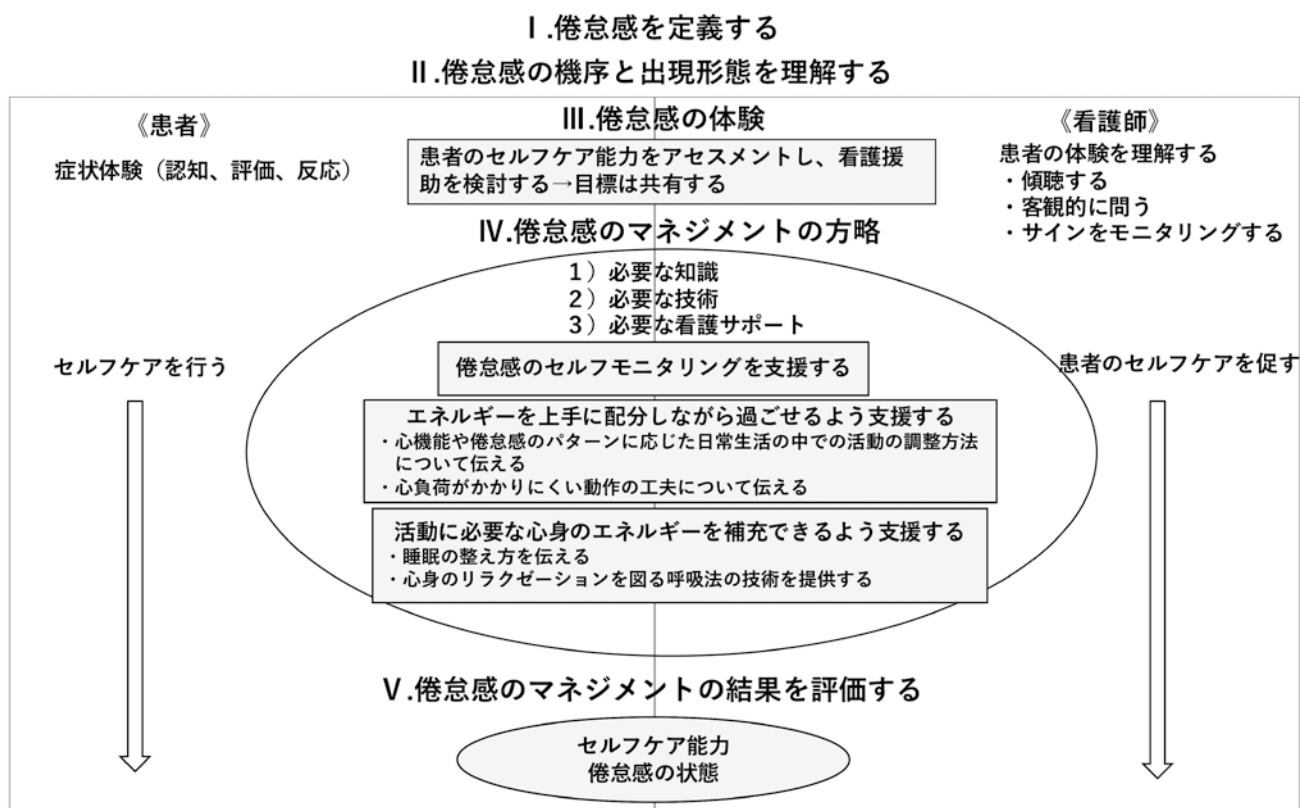 Ⅰ.倦怠感を定義する
Ⅱ.倦怠感の機序と出現形態を理解する
《患者》
症状体験（認知、評価、反応）
Ⅲ.倦怠感の体験
患者のセルフケア能力をアセスメントし、看護援
助を検討する→目標は共有する
《看護師》
患者の体験を理解する
・傾聴する
・客観的に問う
・サインをモニタリングする
Ⅳ.倦怠感のマネジメントの方略
1）必要な知識
2）必要な技術
3）必要な看護サポート
セルフケアを行う
倦怠感のセルフモニタリングを支援する
患者のセルフケアを促す
エネルギーを上手に配分しながら過ごせるよう支援する
・心機能や倦怠感のパターンに応じた日常生活の中での活動の調整方法
について伝える
・心負荷がかかりにくい動作の工夫について伝える
活動に必要な心身のエネルギーを補充できるよう支援する
・睡眠の整え方を伝える
・心身のリラクゼーションを図る呼吸法の技術を提供する
Ⅴ.倦怠感のマネジメントの結果を評価する
セルフケア能力
倦怠感の状態